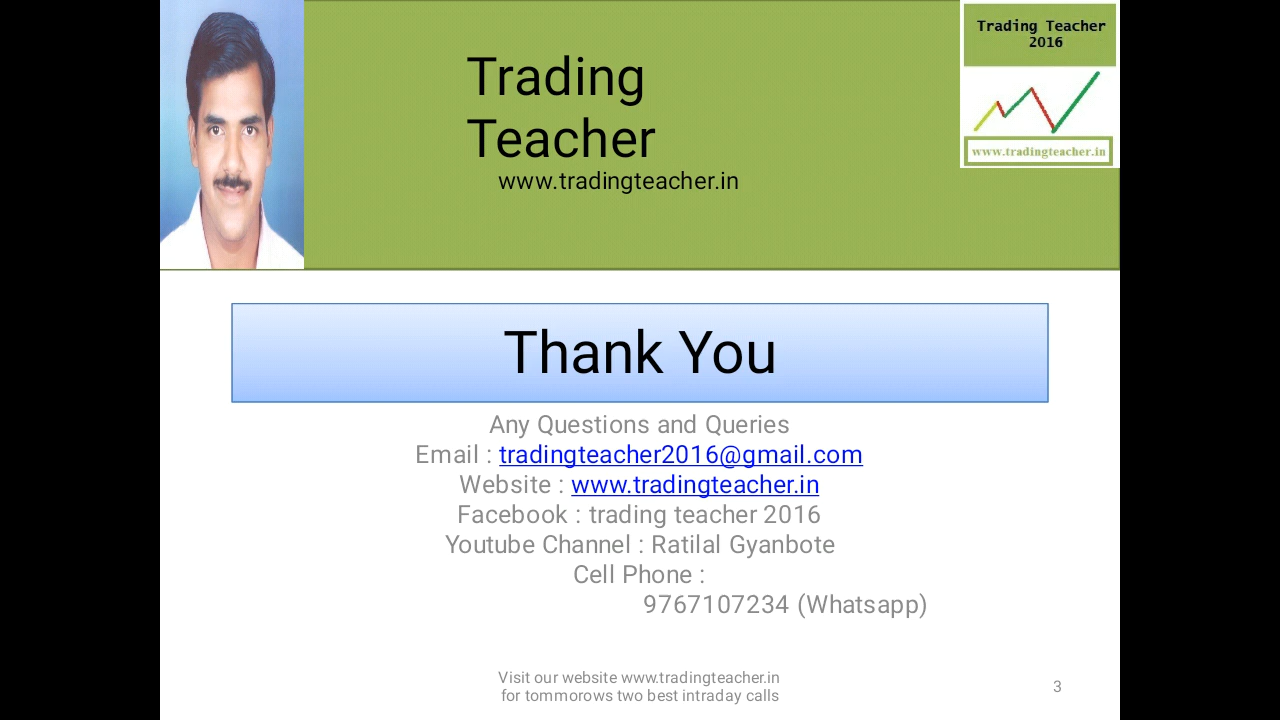 Trading
Teacher
www.tradingteacher.in
Trading Teacher
2016
www.tradingteacher.in
Thank You
Any Questions and Queries
Email : tradingteacher2016@gmail.com
Website : www.tradingteacher.in
Facebook : trading teacher 2016
Youtube Channel : Ratilal Gyanbote
Cell Phone :
9767107234 (Whatsapp)
Visit our website www.tradingteacher.in
for tommorows two best intraday calls
3